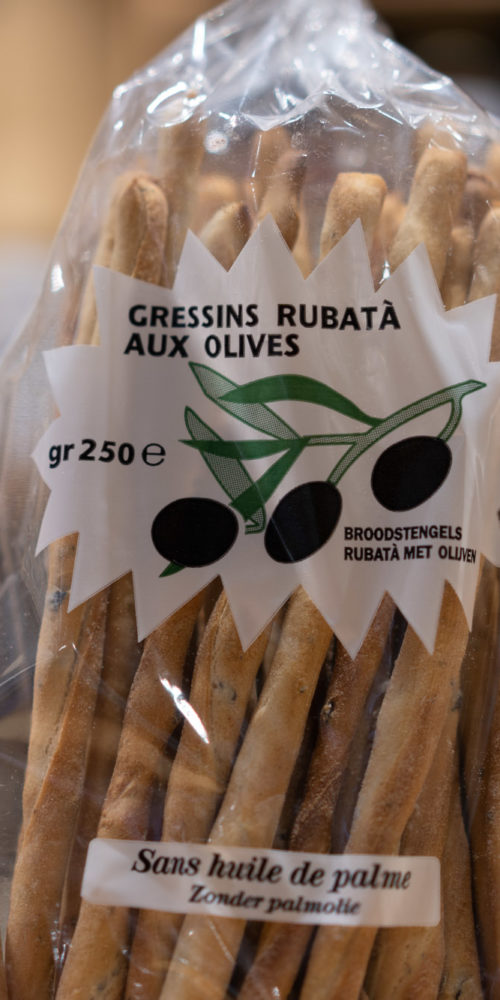 GRESSINS RUBATÀ
AUX OLIVES
gr 250 e
BROODSTENGELS
RUBATÀ MET OLIJVEN
Sans huile de palme
Zonder palmolie